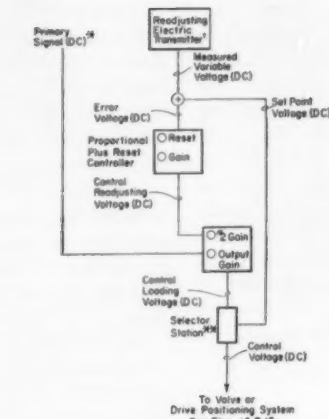 Readjusting
Electric
Transmitter†
Primary
Signal (DC)*
Measured
Variable
Voltage (DC)
Error
Voltage (DC)
Set Point
Voltage (DC)
Proportional
Plus Reset
Controller
Reset
Gain
Control
Readjusting
Voltage (DC)
*2 Gain
Output
Gain
Control
Loading
Voltage (DC)
Selector
Station**
Control
Voltage (DC)
To Valve or
Drive Positioning System